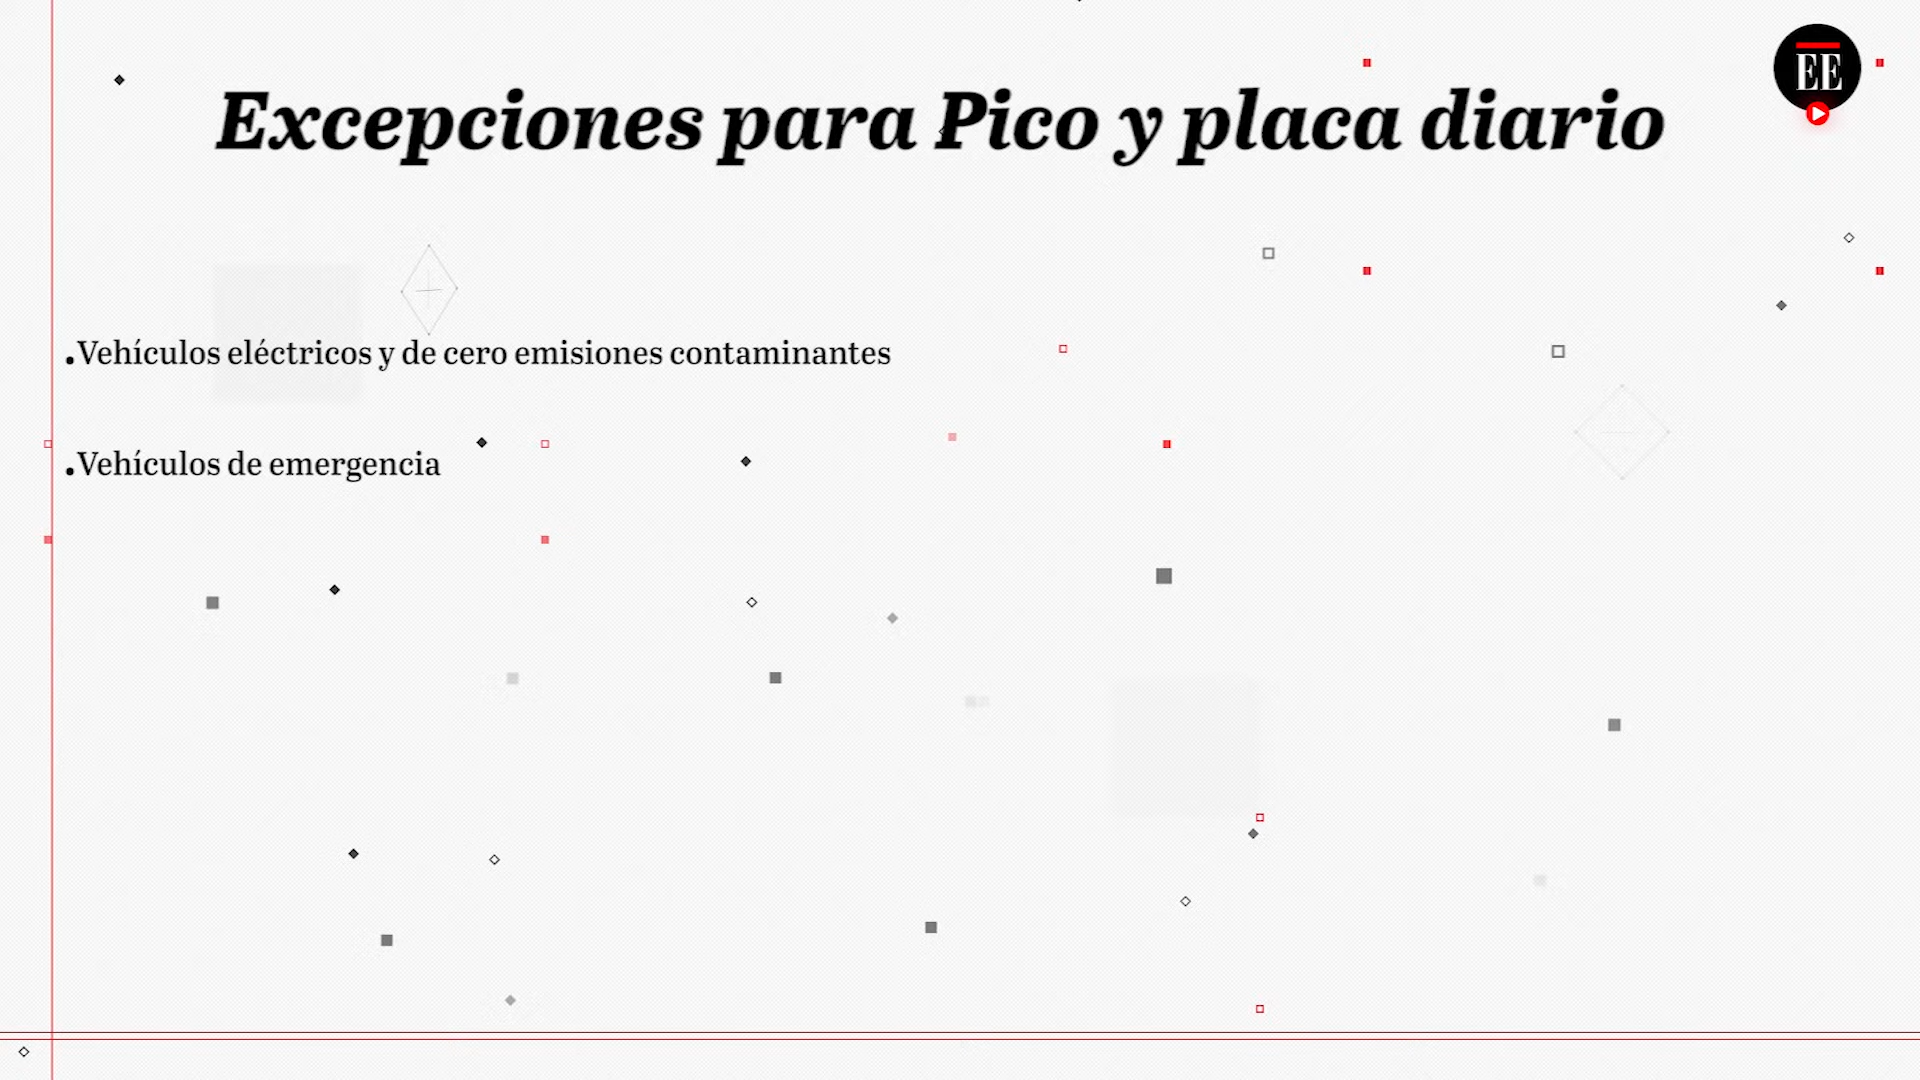 Excepciones para Pico y placa diario
EE
.Vehículos eléctricos y de cero emisiones contaminantes
.Vehículos de emergencia